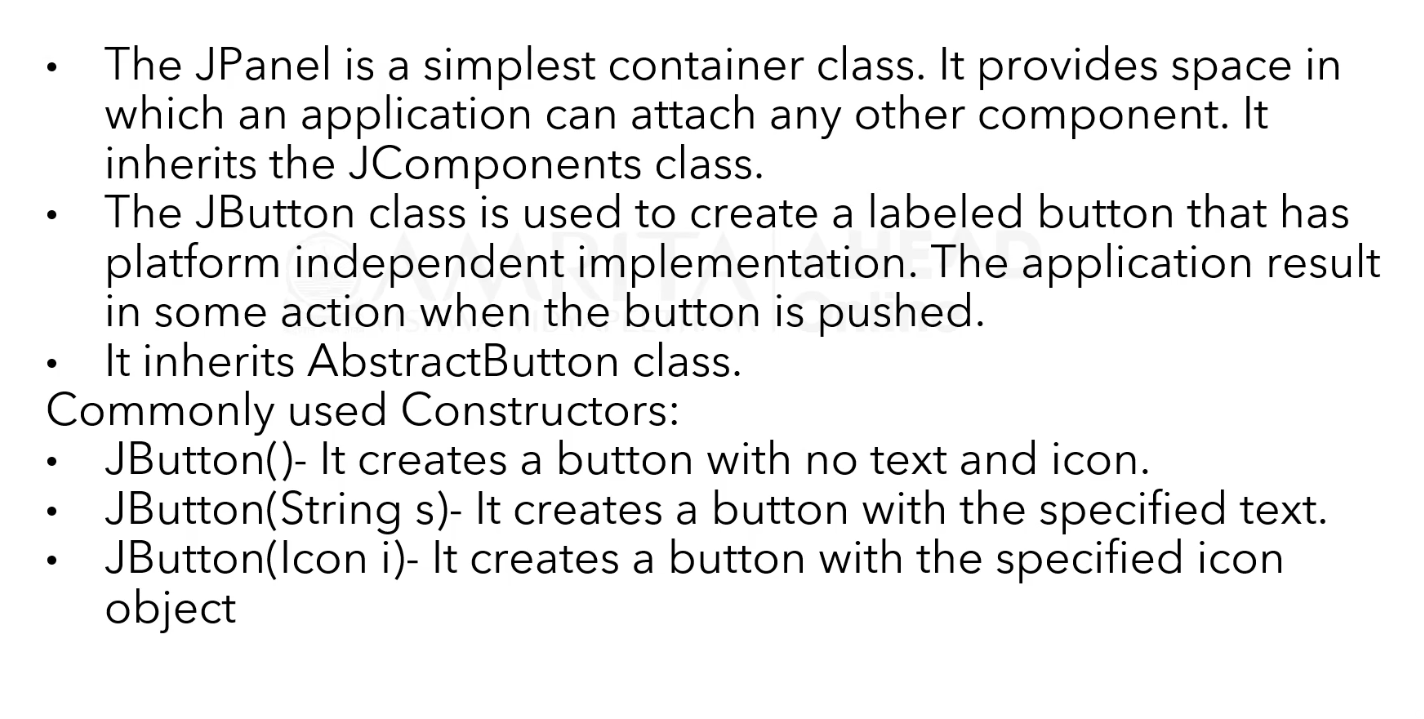 • The JPanel is a simplest container class. It provides space in
which an application can attach any other component. It
inherits the JComponents class.
• The JButton class is used to create a labeled button that has
platform independent implementation. The application result
in some action when the button is pushed.
• It inherits AbstractButton class.
Commonly used Constructors:
• JButton()- It creates a button with no text and icon.
• JButton(String s)- It creates a button with the specified text.
• JButton(Icon i)- It creates a button with the specified icon
object
AMRITA
AHEAD
Online